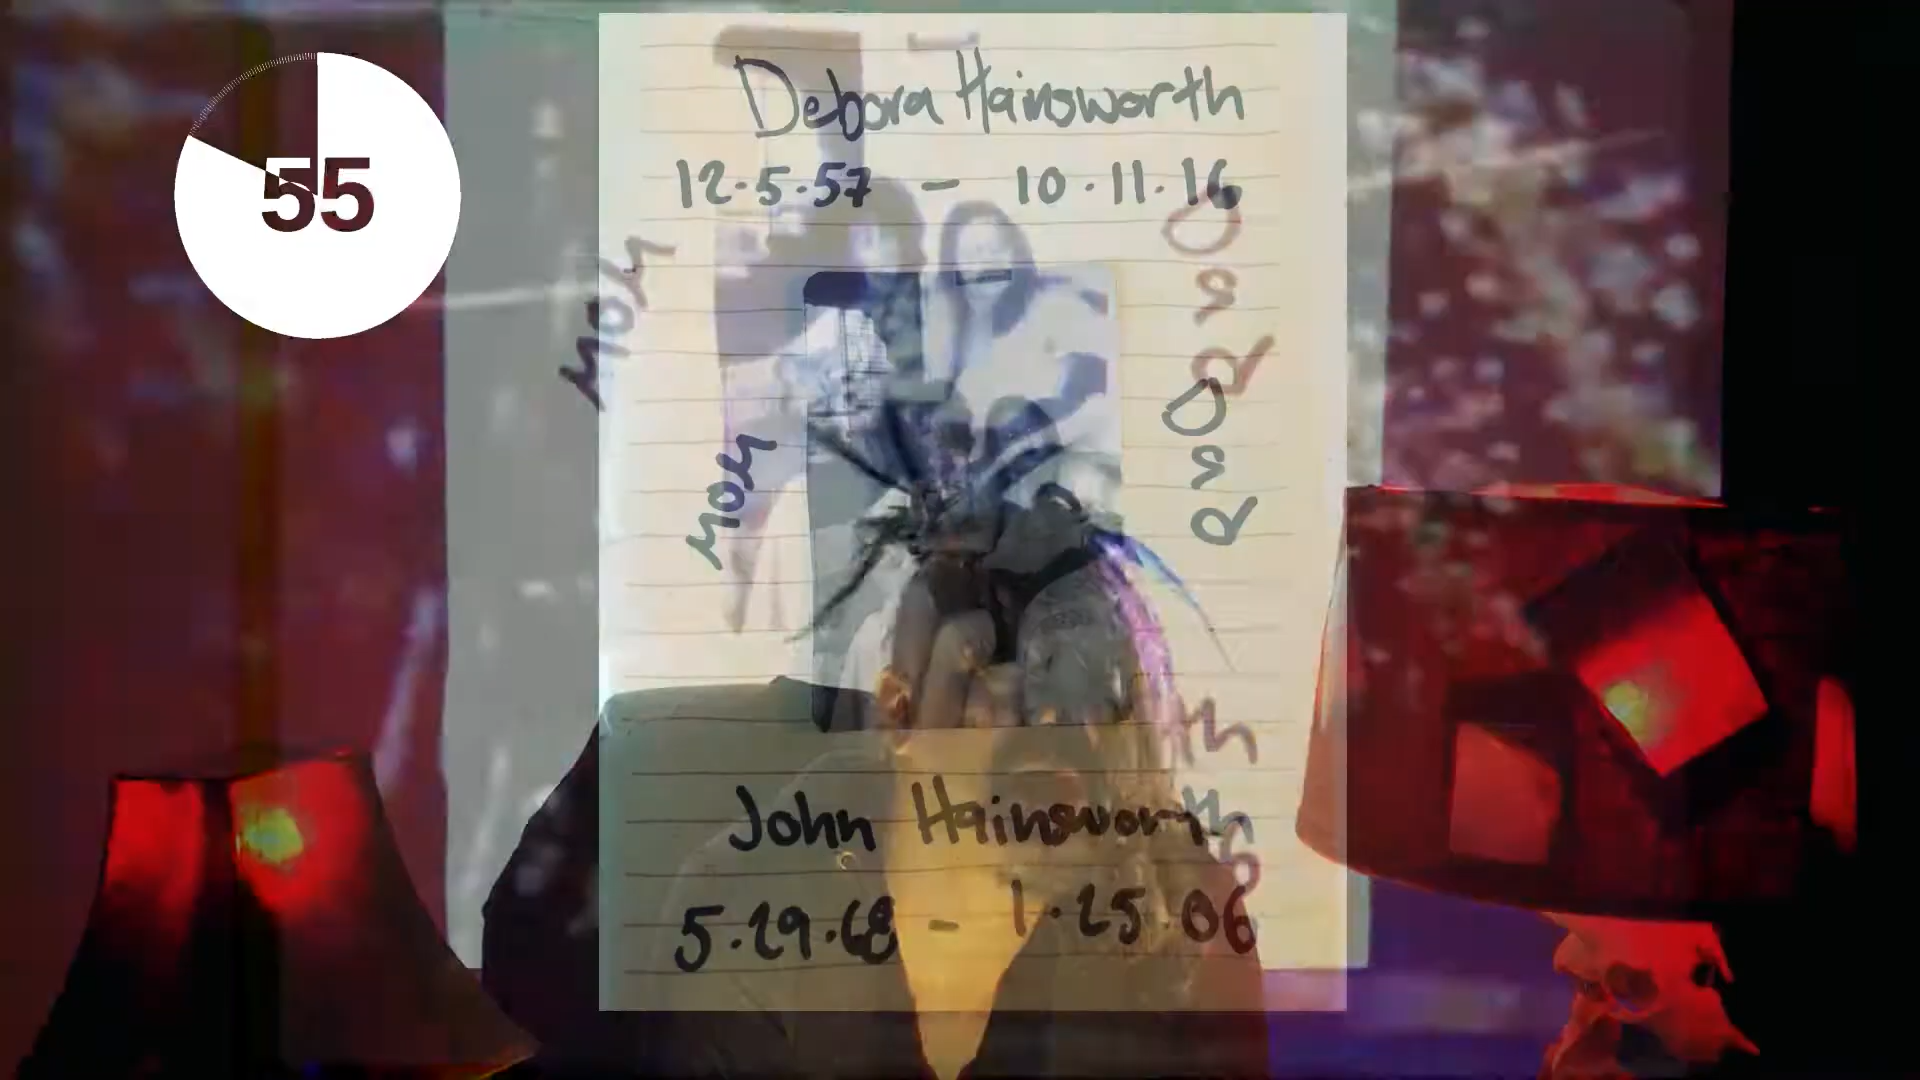 55
Debora Hainsworth
12·5·57 – 10·11·16
Mom
Dad
Mom
Dad
John Hainsworth
5·29·68 - 1·25·06